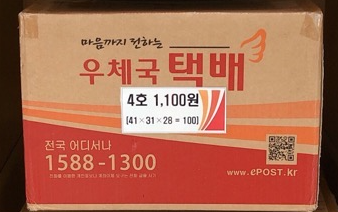 마음까지 전하는
우체국 택배
4호 1,100원
[41×31×28=100]
전국 어디서나
1588-1300
www.ePOST.kr